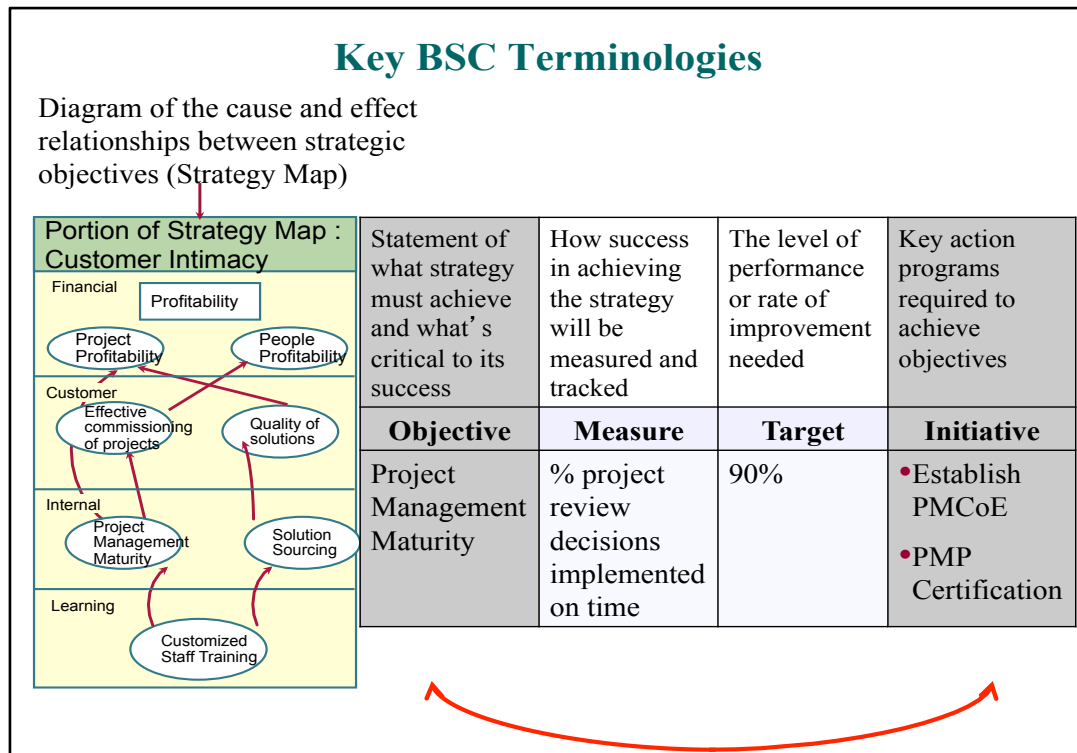 Key BSC Terminologies
Diagram of the cause and effect
relationships between strategic
objectives (Strategy Map)
Portion of Strategy Map :
Customer Intimacy
Financial
Profitability
Project
Profitability
People
Profitability
Customer
Effective
commissioning
of projects
Quality of
solutions
Internal
Project
Management
Maturity
Solution
Sourcing
Learning
Customized
Staff Training
Statement of
what strategy
must achieve
and what's
critical to its
success
How success
in achieving
the strategy
will be
measured and
tracked
The level of
performance
or rate of
improvement
needed
Key action
programs
required to
achieve
objectives
Objective
Measure
Target
Initiative
Project
Management
Maturity
% project
review
decisions
implemented
on time
90%
•Establish
PMCoE
•PMP
Certification